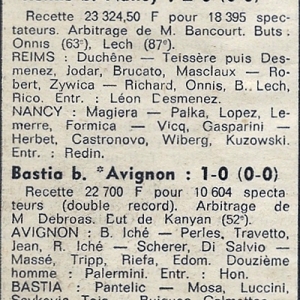 Nancy : 2-0 (0-0)
Recette 23 324,50 F pour 18 395 spec-
tateurs. Arbitrage de M. Bancourt. Buts :
Onnis (63e), Lech (87e).
REIMS : Duchêne – Teissère puis Des-
menez, Jodar, Brucato, Masclaux – Ro-
bert, Zywica – Richard, Onnis, B. Lech,
Rico. Entr. : Léon Desmenez.
NANCY : Magiera – Palka, Lopez, Le-
merre, Formica – Vicq, Gasparini –
Herbet, Castronovo, Wiberg, Kuzowski.
Entr. : Redin.
Bastia b. *Avignon : 1-0 (0-0)
Recette 22 700 F pour 10 604 specta-
teurs (double record). Arbitrage de
M Debroas. But de Kanyan (52e).
AVIGNON : B. Iché – Perles, Travetto,
Jean, R. Iché – Scherer, Di Salvio –
Massé, Tripp, Riefa, Edom. Douzième
homme : Palermini. Entr. : Hon.
BASTIA : Pantelic – Mosa, Luccini,